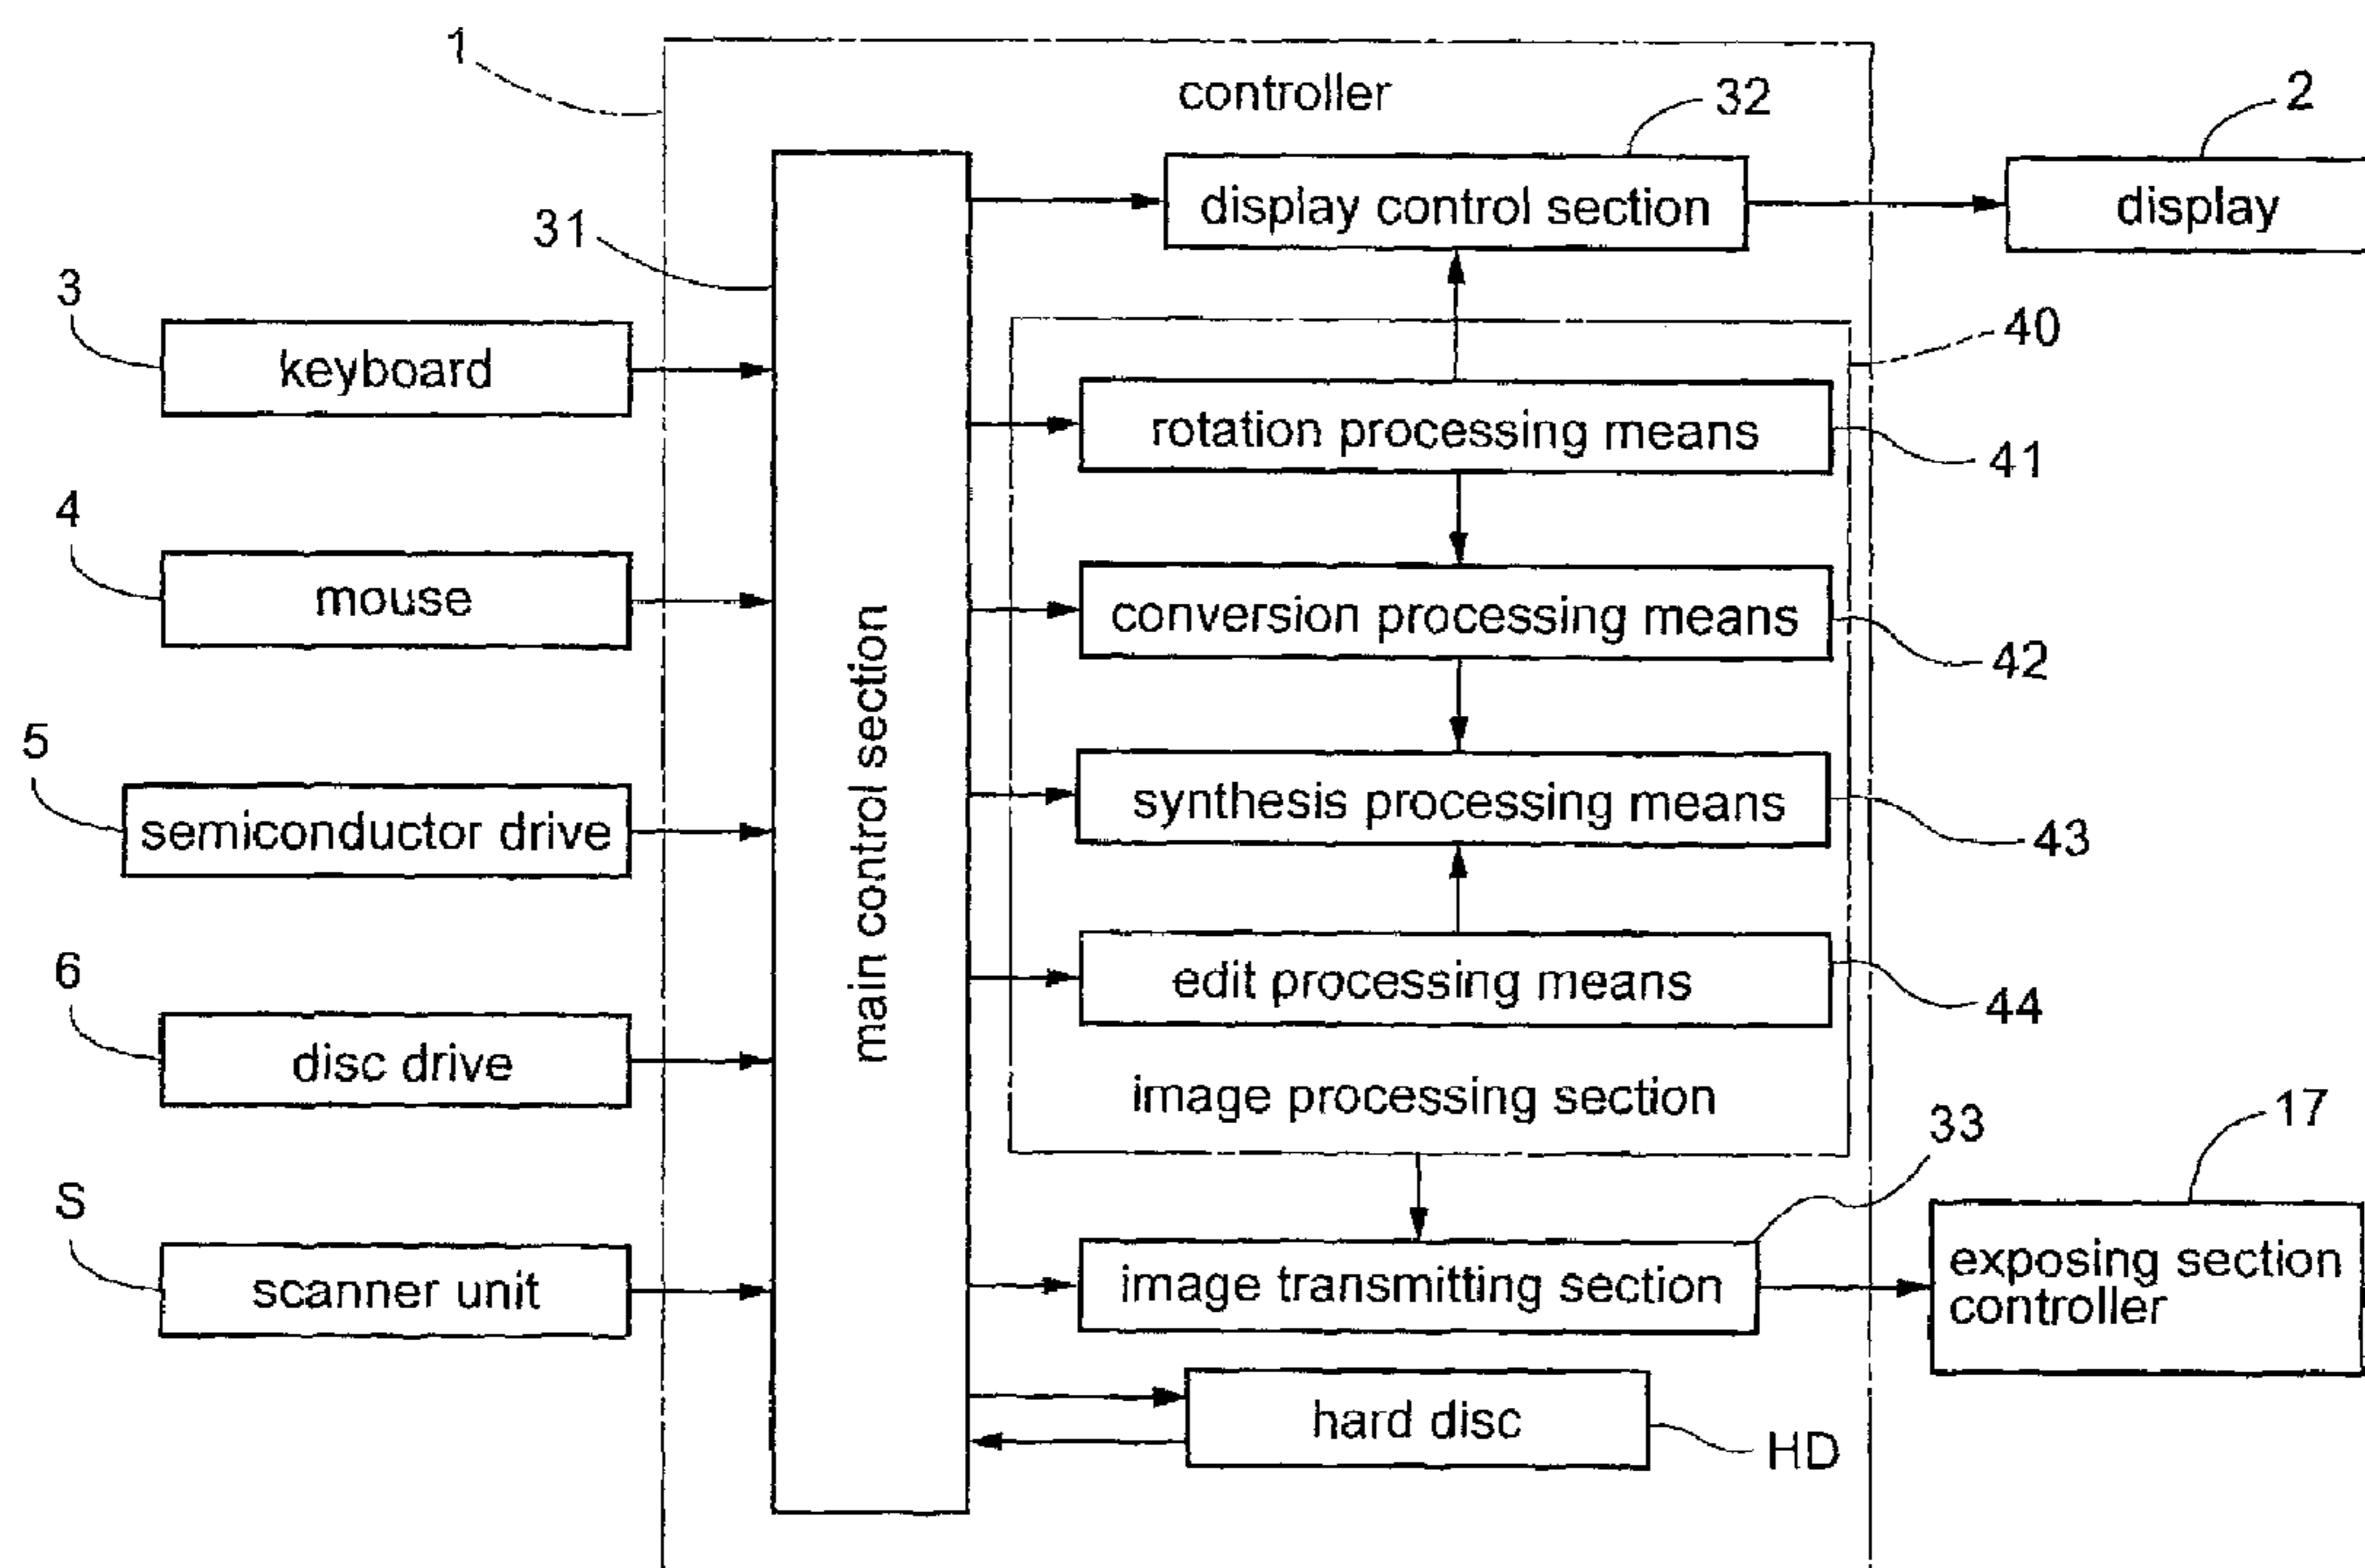 1
controller
32
2
display control section
display
31
3
keyboard
40
rotation processing means
41
4
mouse
main control section
conversion processing means
42
5
semiconductor drive
synthesis processing means
43
6
disc drive
edit processing means
44
image processing section
33
17
S
scanner unit
image transmitting section
exposing section
controller
hard disc
HD